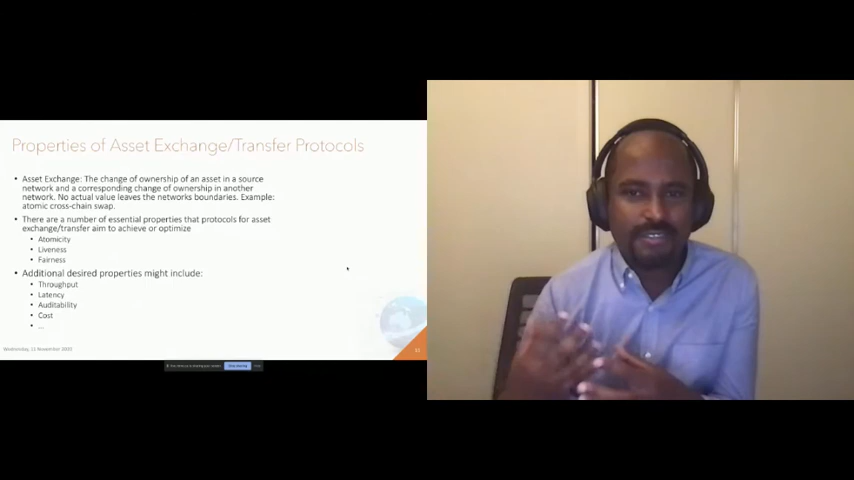 Properties of Asset Exchange/Transfer Protocols
• Asset Exchange: The change of ownership of an asset in a source
network and a corresponding change of ownership in another
network. No actual value leaves the networks boundaries. Example:
atomic cross-chain swap.
• There are a number of essential properties that protocols for asset
exchange/transfer aim to achieve or optimize
• Atomicity
• Liveness
• Fairness
• Additional desired properties might include:
• Throughput
• Latency
• Auditability
• Cost
• ...
Wednesday, 11 November 2020
Stop sharing